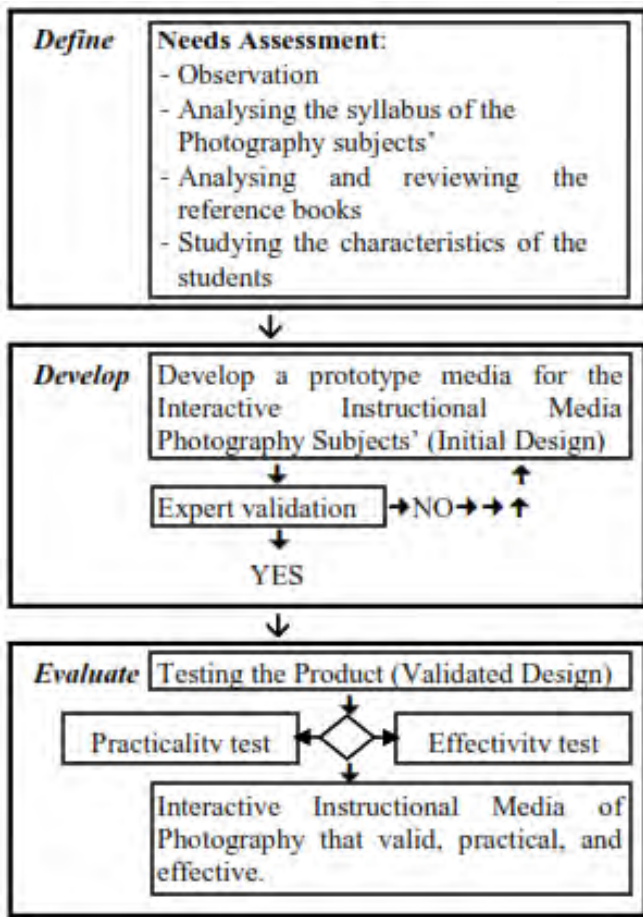 Define
Needs Assessment:
- Observation
- Analysing the syllabus of the
Photography subjects’
- Analysing and reviewing the
reference books
- Studying the characteristics of the
students
Develop
Develop a prototype media for the
Interactive Instructional Media
Photography Subjects’ (Initial Design)
Expert validation
NO
YES
Evaluate
Testing the Product (Validated Design)
Practicality test
Effectivity test
Interactive Instructional Media of
Photography that valid, practical, and
effective.